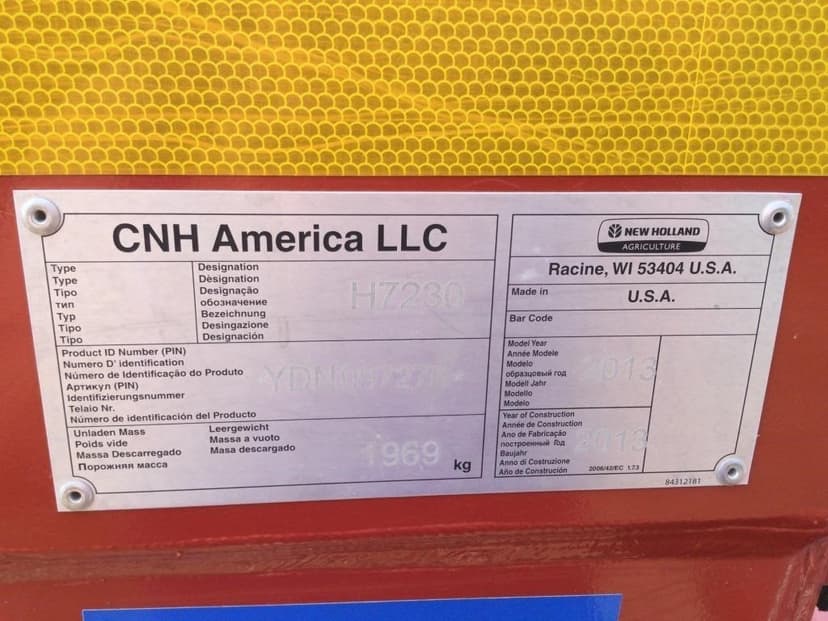 CNH America LLC
Type
Type
Tipo
тип
Typ
Tipo
Tipo
Designation
Dèsignation
Designação
обозначение
Bezeichnung
Desingazione
Designación
H7230
Product ID Number (PIN)
Numero D' identification
Número de Identificação do Produto
Артикул (PIN)
Identifizierungsnummer
Telaio Nr.
Número de identificación del Producto
Unladen Mass
Poids vide
Massa Descarregado
Порожняя масса
Leergewicht
Massa a vuoto
Masa descargado
1969 kg
NEW HOLLAND
AGRICULTURE
Racine, WI 53404 U.S.A.
Made in
U.S.A.
Bar Code
Model Year
Année Modele
Modelo
образцовый год
Modell Jahr
Modello
Modelo
2013
Year of Construction
Année de Construction
Ano de Fabricação
построенный Год
Baujahr
Anno di Costruzione
Año de Construción
2013
2006/42/EC 1.7.3
84312181